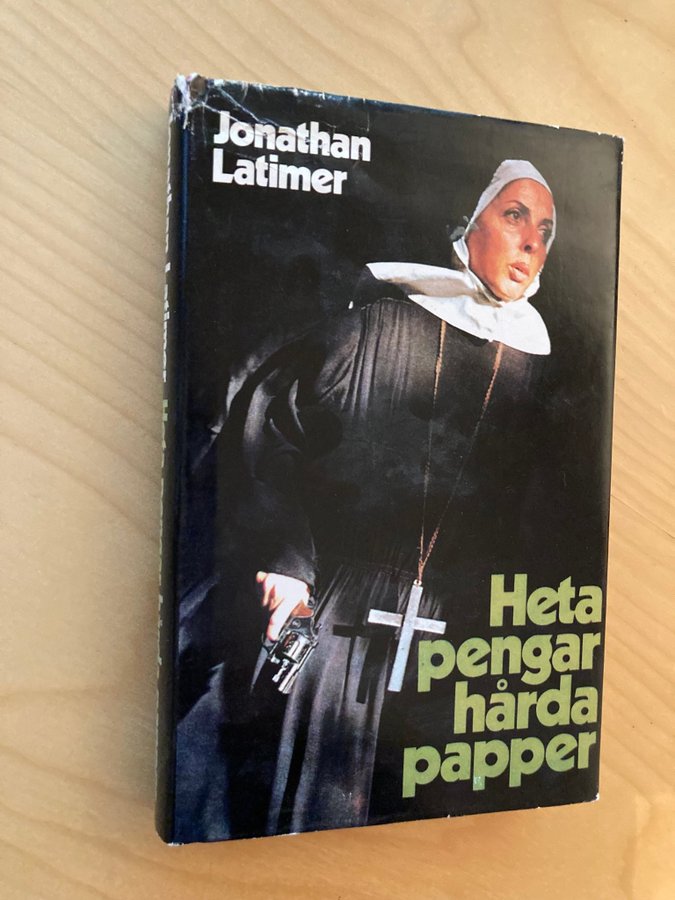 Jonathan
Latimer
Heta
pengar
hårda
papper